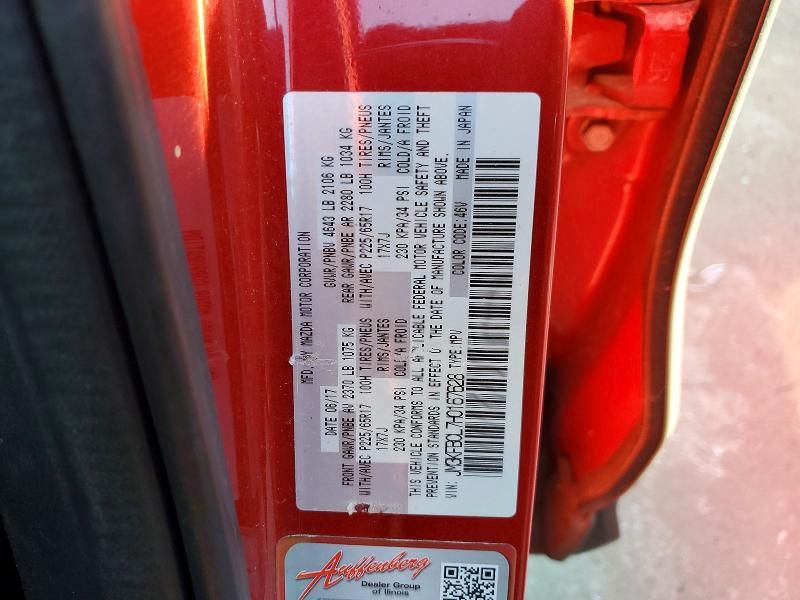 MFD. BY MAZDA MOTOR CORPORATION
DATE 06/17 GVWR/PNBV 4643 LB 2106 KG
FRONT GAWR/PNBE AV 2370 LB 1075 KG REAR GAWR/PNBE AR 2280 LB 1034 KG
WITH/AVEC P225/65R17 100H TIRES/PNEUS WITH/AVEC P225/65R17 100H TIRES/PNEUS
17X7J RIMS/JANTES 17X7J RIMS/JANTES
230 KPA/34 PSI COLD/A FROID 230 KPA/34 PSI COLD/A FROID
THIS VEHICLE CONFORMS TO ALL APPLICABLE FEDERAL MOTOR VEHICLE SAFETY AND THEFT
PREVENTION STANDARDS IN EFFECT O THE DATE OF MANUFACTURE SHOWN ABOVE.
VIN: JM3KFBCL7H0167628 TYPE: MPV COLOR CODE: 46V MADE IN JAPAN
Auffenberg
Dealer Group
of Illinois